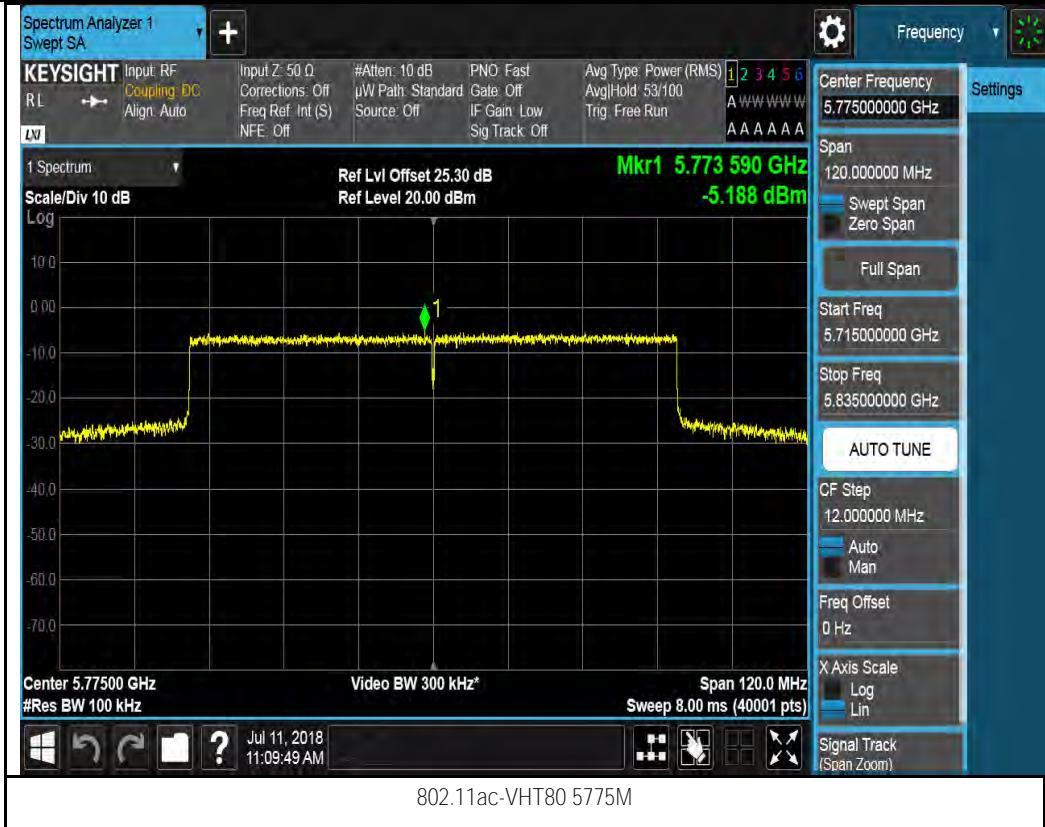 Spectrum Analyzer 1
Swept SA
+
Frequency
KEYSIGHT
RL
LXI
Input: RF
Coupling: DC
Align: Auto
Input Z: 50 Ω
Corrections: Off
Freq Ref: Int (S)
NFE: Off
#Atten: 10 dB
µW Path: Standard
Source: Off
PNO: Fast
Gate: Off
IF Gain: Low
Sig Track: Off
Avg Type: Power (RMS)
Avg|Hold: 53/100
Trig: Free Run
1 2 3 4 5 6
A W W W W W
A A A A A A
1 Spectrum
Scale/Div 10 dB
Ref Lvl Offset 25.30 dB
Ref Level 20.00 dBm
Mkr1 5.773 590 GHz
-5.188 dBm
Log
10.0
0.00
-10.0
-20.0
-30.0
-40.0
-50.0
-60.0
-70.0
1
Center 5.77500 GHz
#Res BW 100 kHz
Video BW 300 kHz*
Span 120.0 MHz
Sweep 8.00 ms (40001 pts)
?
Jul 11, 2018
11:09:49 AM
Center Frequency
5.775000000 GHz
Span
120.000000 MHz
Swept Span
Zero Span
Full Span
Start Freq
5.715000000 GHz
Stop Freq
5.835000000 GHz
AUTO TUNE
CF Step
12.000000 MHz
Auto
Man
Freq Offset
0 Hz
X Axis Scale
Log
Lin
Signal Track
(Span Zoom)
Settings
802.11ac-VHT80 5775M